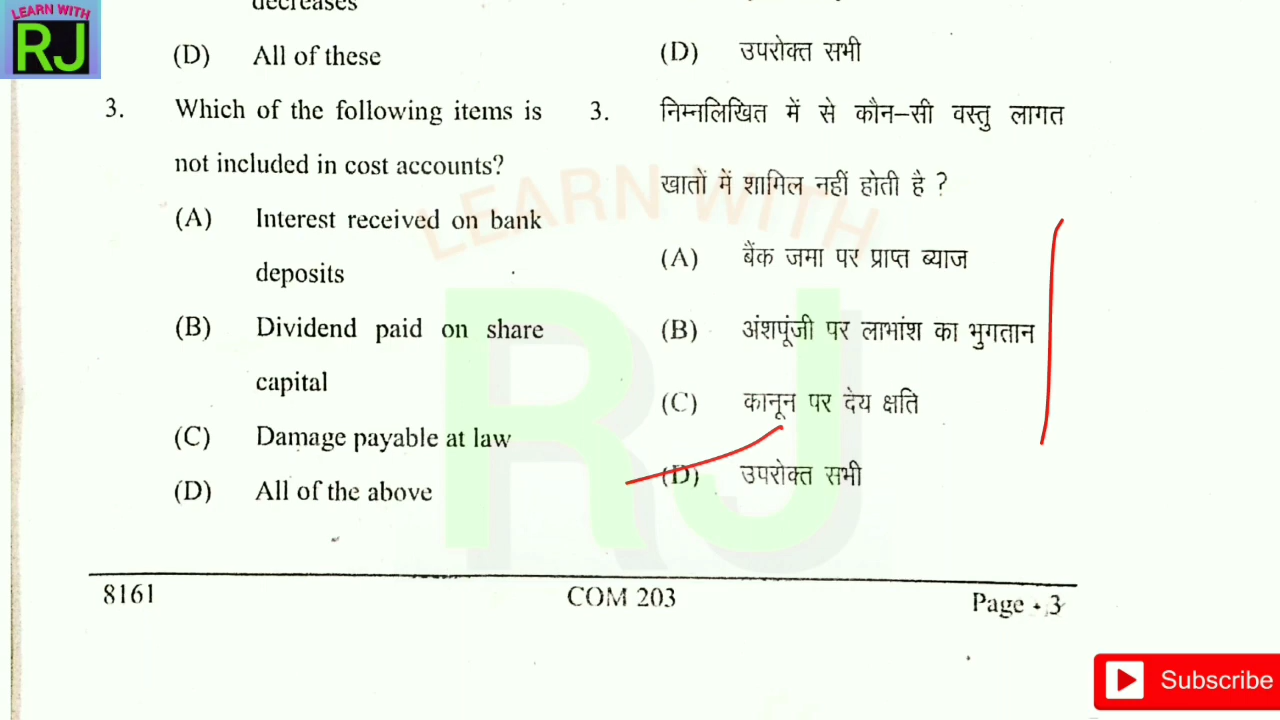 LEARN WITH
RJ
decreases
(D) All of these
(D) उपरोक्त सभी
3. Which of the following items is
not included in cost accounts?
(A) Interest received on bank
deposits
(B) Dividend paid on share
capital
(C) Damage payable at law
(D) All of the above
3. निम्नलिखित में से कौन-सी वस्तु लागत
खातों में शामिल नहीं होती है ?
(A) बैंक जमा पर प्राप्त ब्याज
(B) अंशपूंजी पर लाभांश का भुगतान
(C) कानून पर देय क्षति
(D) उपरोक्त सभी
LEARN WITH
RJ
8161 COM 203 Page - 3
Subscribe